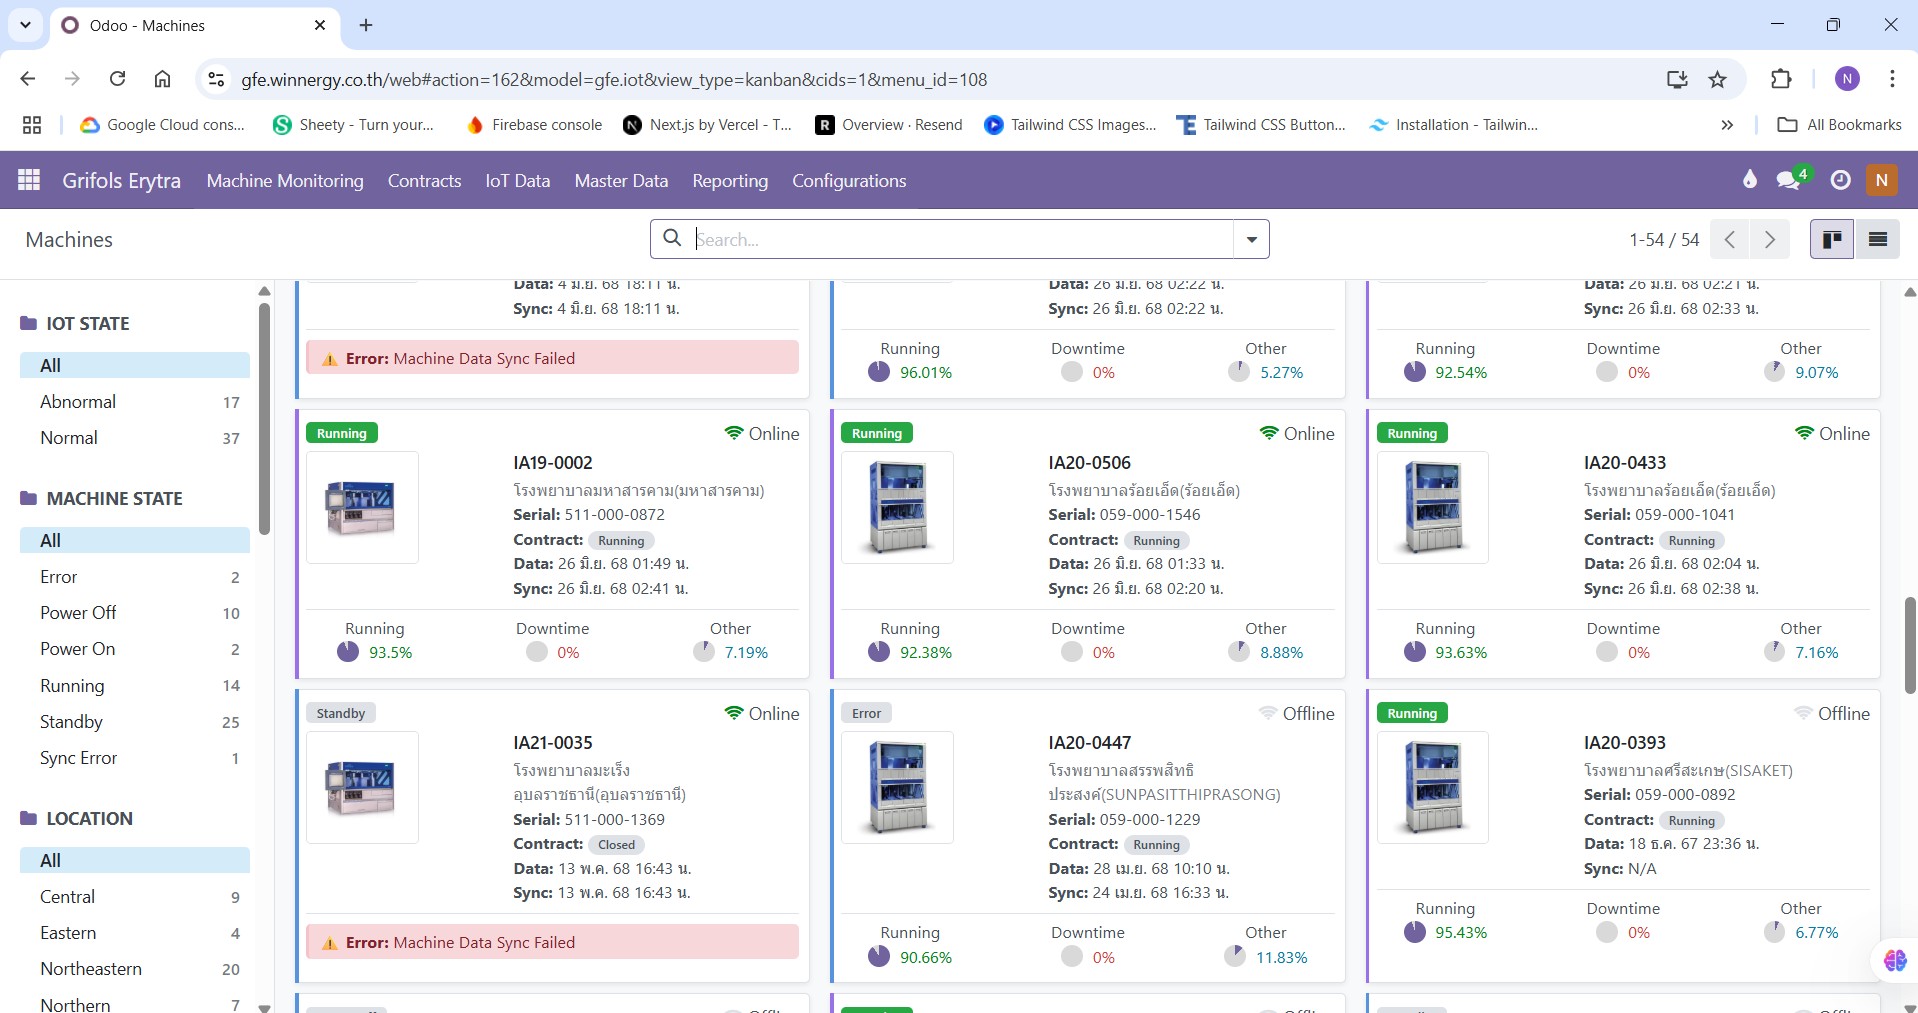 Odoo - Machines
gfe.winnergy.co.th/web#action=162&model=gfe.iot&view_type=kanban&cids=1&menu_id=108
N
Google Cloud cons...
Sheety - Turn your...
Firebase console
Next.js by Vercel - T...
Overview · Resend
Tailwind CSS Images...
Tailwind CSS Button...
Installation - Tailwin...
All Bookmarks
Grifols Erytra
Machine Monitoring
Contracts
IoT Data
Master Data
Reporting
Configurations
4
N
Machines
Search...
1-54 / 54
IOT STATE
All
Abnormal 17
Normal 37
MACHINE STATE
All
Error 2
Power Off 10
Power On 2
Running 14
Standby 25
Sync Error 1
LOCATION
All
Central 9
Eastern 4
Northeastern 20
Northern 7
Data: 4 มิ.ย. 68 18:11 น.
Sync: 4 มิ.ย. 68 18:11 น.
Error: Machine Data Sync Failed
Data: 26 มิ.ย. 68 02:22 น.
Sync: 26 มิ.ย. 68 02:22 น.
Running Downtime Other
96.01% 0% 5.27%
Data: 26 มิ.ย. 68 02:21 น.
Sync: 26 มิ.ย. 68 02:33 น.
Running Downtime Other
92.54% 0% 9.07%
Running Online
IA19-0002
โรงพยาบาลมหาสารคาม(มหาสารคาม)
Serial: 511-000-0872
Contract: Running
Data: 26 มิ.ย. 68 01:49 น.
Sync: 26 มิ.ย. 68 02:41 น.
Running Downtime Other
93.5% 0% 7.19%
Running Online
IA20-0506
โรงพยาบาลร้อยเอ็ด(ร้อยเอ็ด)
Serial: 059-000-1546
Contract: Running
Data: 26 มิ.ย. 68 01:33 น.
Sync: 26 มิ.ย. 68 02:20 น.
Running Downtime Other
92.38% 0% 8.88%
Running Online
IA20-0433
โรงพยาบาลร้อยเอ็ด(ร้อยเอ็ด)
Serial: 059-000-1041
Contract: Running
Data: 26 มิ.ย. 68 02:04 น.
Sync: 26 มิ.ย. 68 02:38 น.
Running Downtime Other
93.63% 0% 7.16%
Standby Online
IA21-0035
โรงพยาบาลมะเร็ง
อุบลราชธานี(อุบลราชธานี)
Serial: 511-000-1369
Contract: Closed
Data: 13 พ.ค. 68 16:43 น.
Sync: 13 พ.ค. 68 16:43 น.
Error: Machine Data Sync Failed
Error Offline
IA20-0447
โรงพยาบาลสรรพสิทธิ
ประสงค์(SUNPASITTHIPRASONG)
Serial: 059-000-1229
Contract: Running
Data: 28 เม.ย. 68 10:10 น.
Sync: 24 เม.ย. 68 16:33 น.
Running Downtime Other
90.66% 0% 11.83%
Running Offline
IA20-0393
โรงพยาบาลศรีสะเกษ(SISAKET)
Serial: 059-000-0892
Contract: Running
Data: 18 ธ.ค. 67 23:36 น.
Sync: N/A
Running Downtime Other
95.43% 0% 6.77%